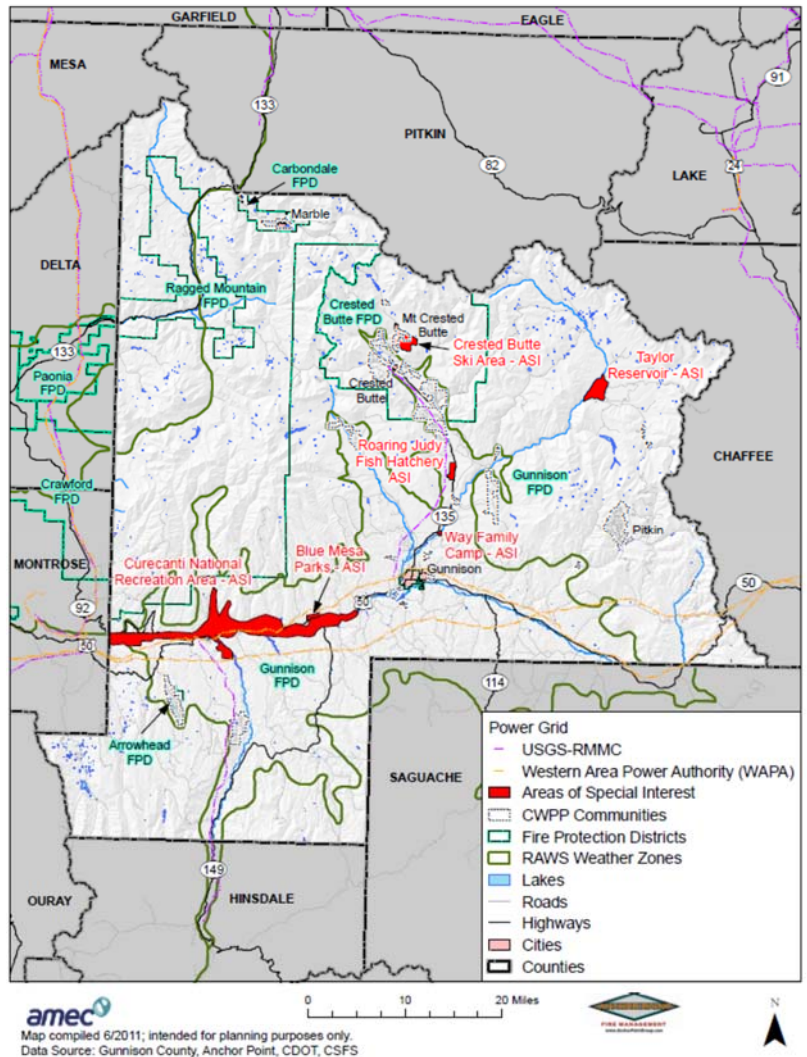 GARFIELD
EAGLE
MESA
91
133
PITKIN
82
24
LAKE
Carbondale
FPD
Marble
DELTA
Ragged Mountain
FPD
Crested
Butte FPD
Mt Crested
Butte
Crested Butte
Ski Area - ASI
Taylor
Reservoir - ASI
133
Paonia
FPD
Crested
Butte
CHAFFEE
Roaring Judy
Fish Hatchery
ASI
Gunnison
FPD
Crawford
FPD
135
Pitkin
Way Family
Camp - ASI
Blue Mesa
Parks - ASI
Curecanti National
Recreation Area - ASI
MONTROSE
Gunnison
50
92
50
50
Gunnison
FPD
114
Arrowhead
FPD
SAGUACHE
149
OURAY
HINSDALE
Power Grid
USGS-RMMC
Western Area Power Authority (WAPA)
Areas of Special Interest
CWPP Communities
Fire Protection Districts
RAWS Weather Zones
Lakes
Roads
Highways
Cities
Counties
amec
0 10 20 Miles
FIRE MANAGEMENT
N
Map compiled 6/2011; intended for planning purposes only.
Data Source: Gunnison County, Anchor Point, CDOT, CSFS